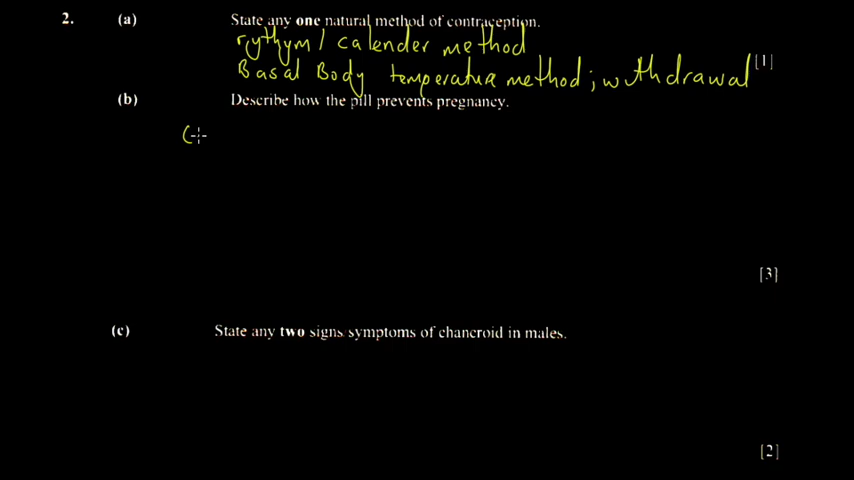 2. (a) State any one natural method of contraception.
rythym / calender method
Basal Body temperature method ; withdrawal [1]
(b) Describe how the pill prevents pregnancy.
(
[3]
(c) State any two signs/symptoms of chancroid in males.
[2]